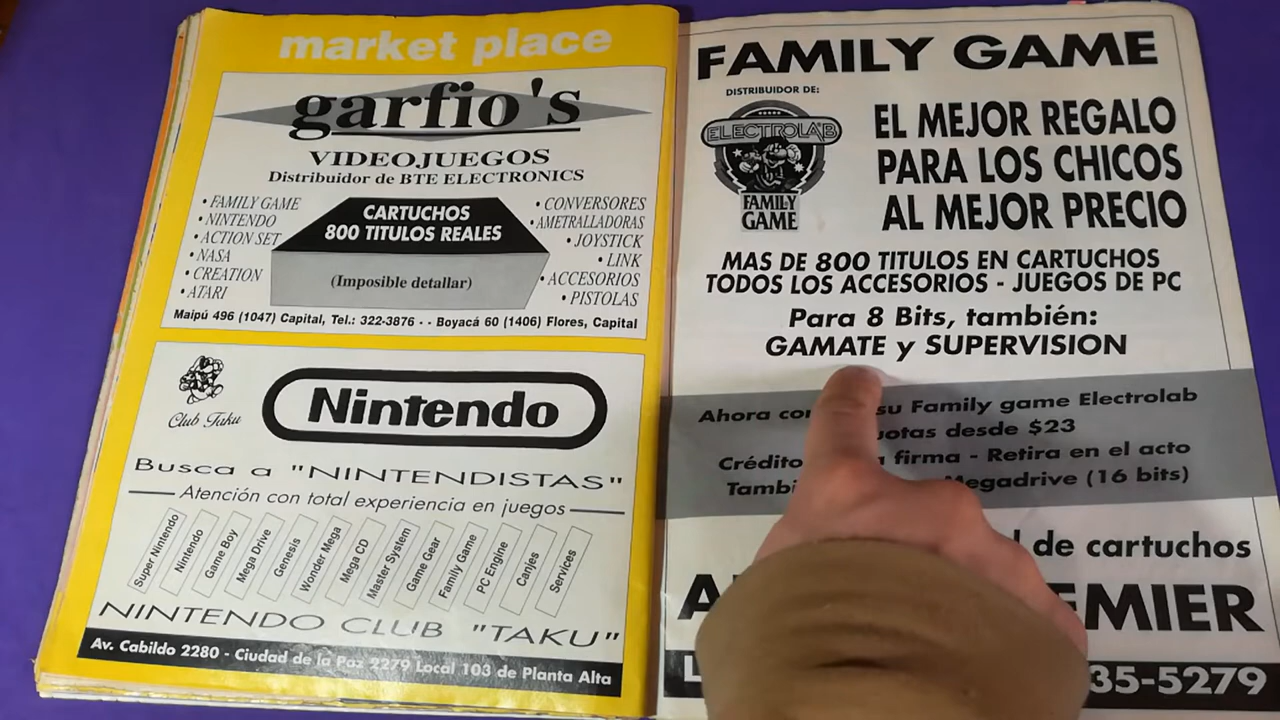 market place
garfio's
VIDEOJUEGOS
Distribuidor de BTE ELECTRONICS
• FAMILY GAME
• NINTENDO
• ACTION SET
• NASA
• CREATION
• ATARI
CARTUCHOS
800 TITULOS REALES
(Imposible detallar)
• CONVERSORES
• AMETRALLADORAS
• JOYSTICK
• LINK
• ACCESORIOS
• PISTOLAS
Maipú 496 (1047) Capital, Tel.: 322-3876 - - Boyacá 60 (1406) Flores, Capital
Club Taku
Nintendo
Busca a "NINTENDISTAS"
Atención con total experiencia en juegos
Super Nintendo
Nintendo
Game Boy
Mega Drive
Genesis
Wonder Mega
Mega CD
Master System
Game Gear
Family Game
PC Engine
Canjes
Services
NINTENDO CLUB "TAKU"
Av. Cabildo 2280 - Ciudad de la Paz 2279 Local 103 de Planta Alta
FAMILY GAME
DISTRIBUIDOR DE:
ELECTROLAB
FAMILY
GAME
EL MEJOR REGALO
PARA LOS CHICOS
AL MEJOR PRECIO
MAS DE 800 TITULOS EN CARTUCHOS
TODOS LOS ACCESORIOS - JUEGOS DE PC
Para 8 Bits, también:
GAMATE y SUPERVISION
Ahora su Family game Electrolab
desde $23
Crédito firma - Retira en el acto
Megadrive (16 bits)
de cartuchos
35-5279